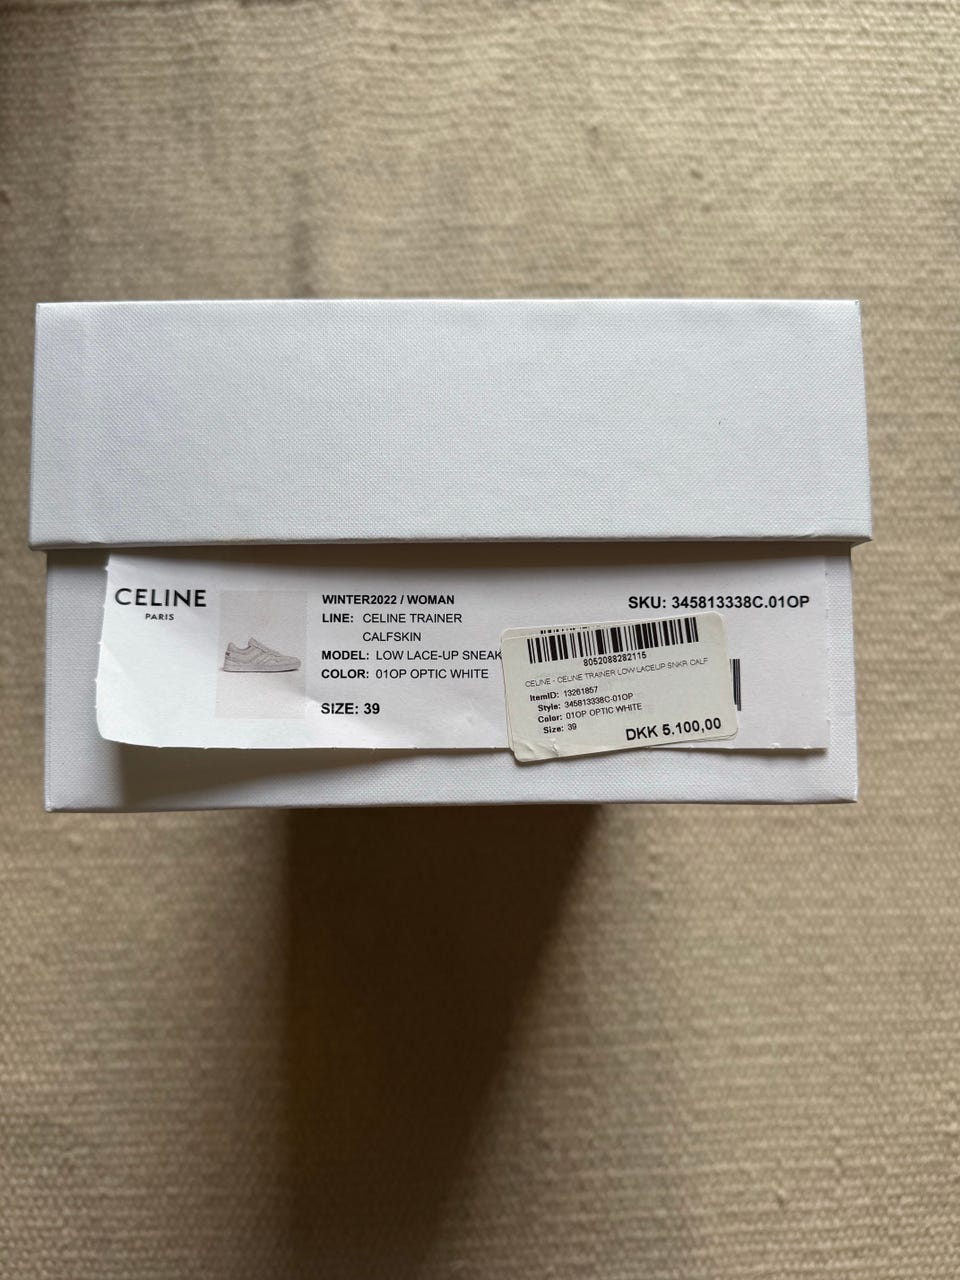 CELINE
PARIS
WINTER2022 / WOMAN
LINE: CELINE TRAINER
CALFSKIN
MODEL: LOW LACE-UP SNEAK
COLOR: 01OP OPTIC WHITE
SIZE: 39
SKU: 345813338C.01OP
8052088282115
CELINE - CELINE TRAINER LOW LACEUP SNKR CALF
ItemID: 13261857
Style: 345813338C-01OP
Color: 01OP OPTIC WHITE
Size: 39
DKK 5.100,00